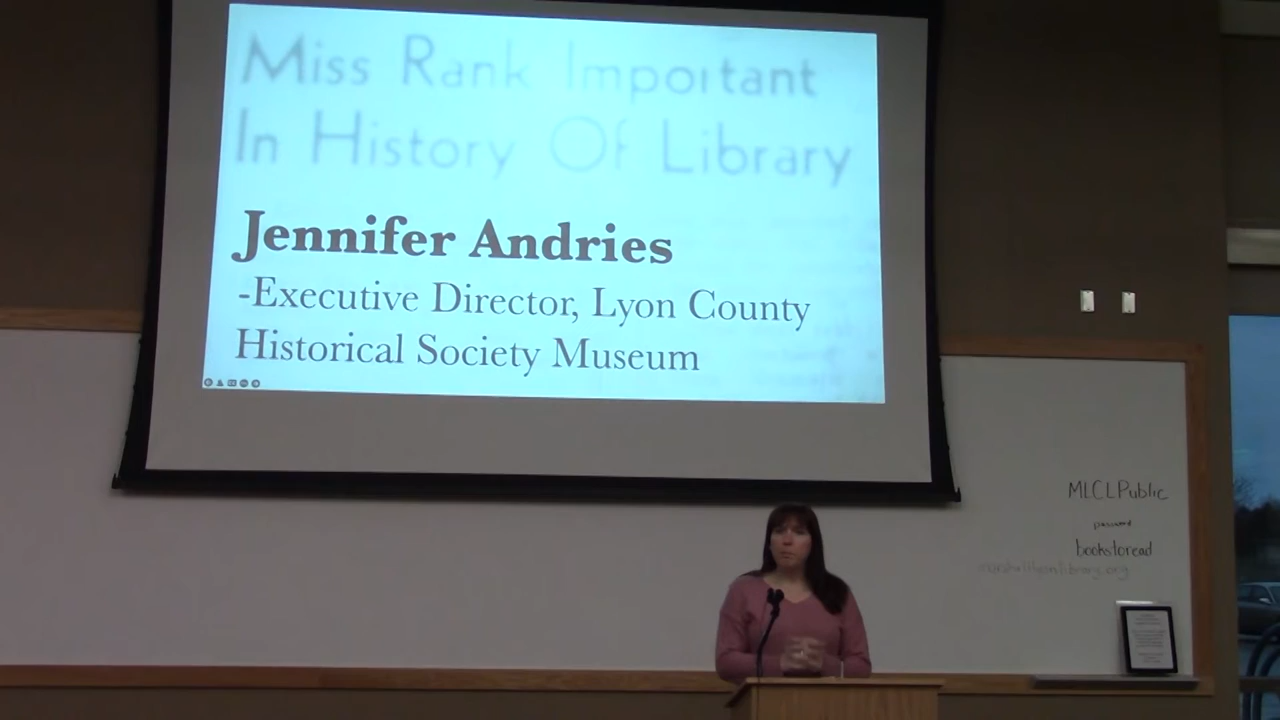 Miss Rank Important
In History Of Library
Jennifer Andries
-Executive Director, Lyon County
Historical Society Museum
MLCLPublic
password
bookstoread